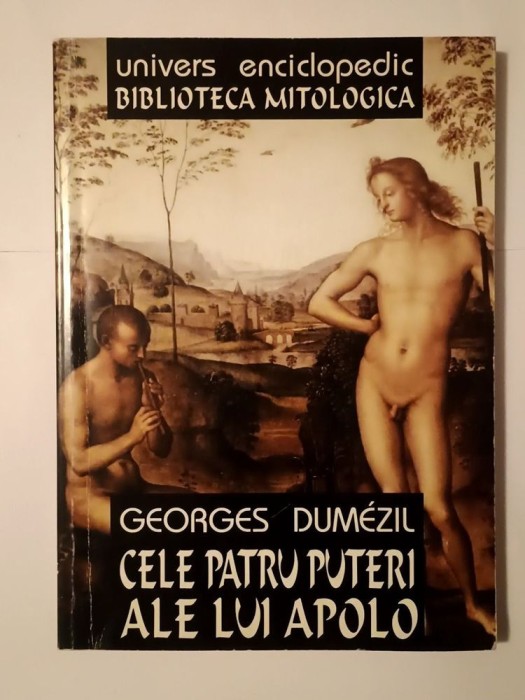 univers enciclopedic
BIBLIOTECA MITOLOGICA
GEORGES DUMÉZIL
CELE PATRU PUTERI
ALE LUI APOLO